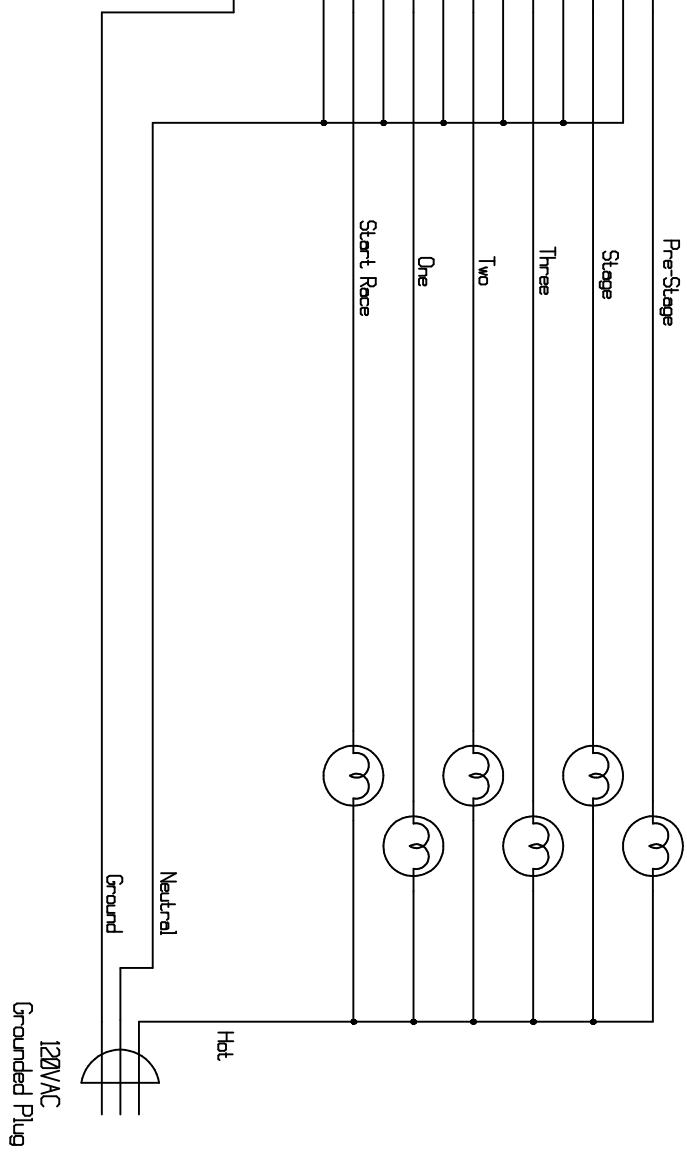 Pre-Stage
Stage
Three
Two
One
Start Race
Neutral
Ground
Hot
120VAC
Grounded Plug